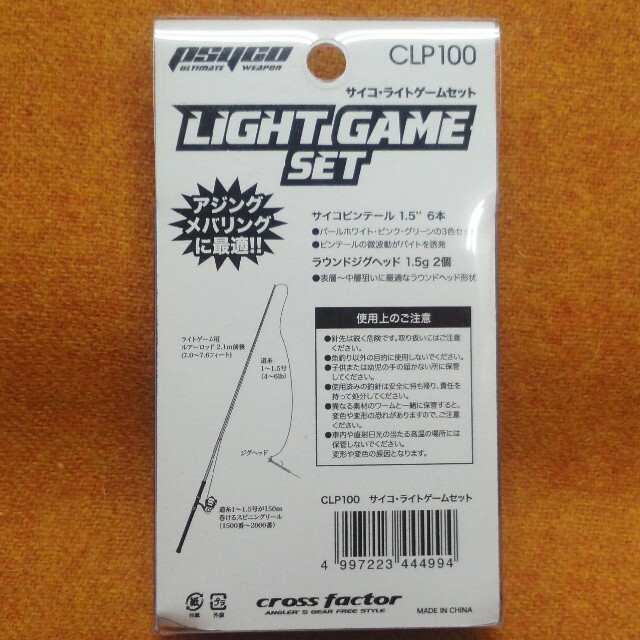 PSYCO
ULTIMATE WEAPON
CLP100
サイコ・ライトゲームセット
LIGHT GAME
SET
アジング
メバリング
に最適!!
サイコピンテール 1.5" 6本
●パールホワイト・ピンク・グリーンの3色セット
●ピンテールの微波動がバイトを誘発
ラウンドジグヘッド 1.5g 2個
●表層〜中層狙いに最適なラウンドヘッド形状
ライトゲーム用
ルアーロッド 2.1m前後
(7.0〜7.6フィート)
道糸
1〜1.5号
(4〜6lb)
ジグヘッド
道糸1〜1.5号が150m
巻けるスピニングリール
(1500番〜2000番)
使用上のご注意
●針先は鋭く危険です。取り扱いにはご注意
ください。
●魚釣り以外の目的に使用しないでください。
●子供または幼児の手の届かない所に保管
してください。
●使用済みの釣針は安全に持ち帰り、責任を
持って処分してください。
●異なる素材のワームと一緒に保管すると、
変色や変形の恐れがありますので、ご注意
ください。
●車内や直射日光の当たる高温の場所には
保管しないでください。
変形や変色の原因となります。
CLP100 サイコ・ライトゲームセット
4 997223 444994
紙
台紙
プラ
外装
cross factor
ANGLER'S GEAR FREE STYLE
MADE IN CHINA